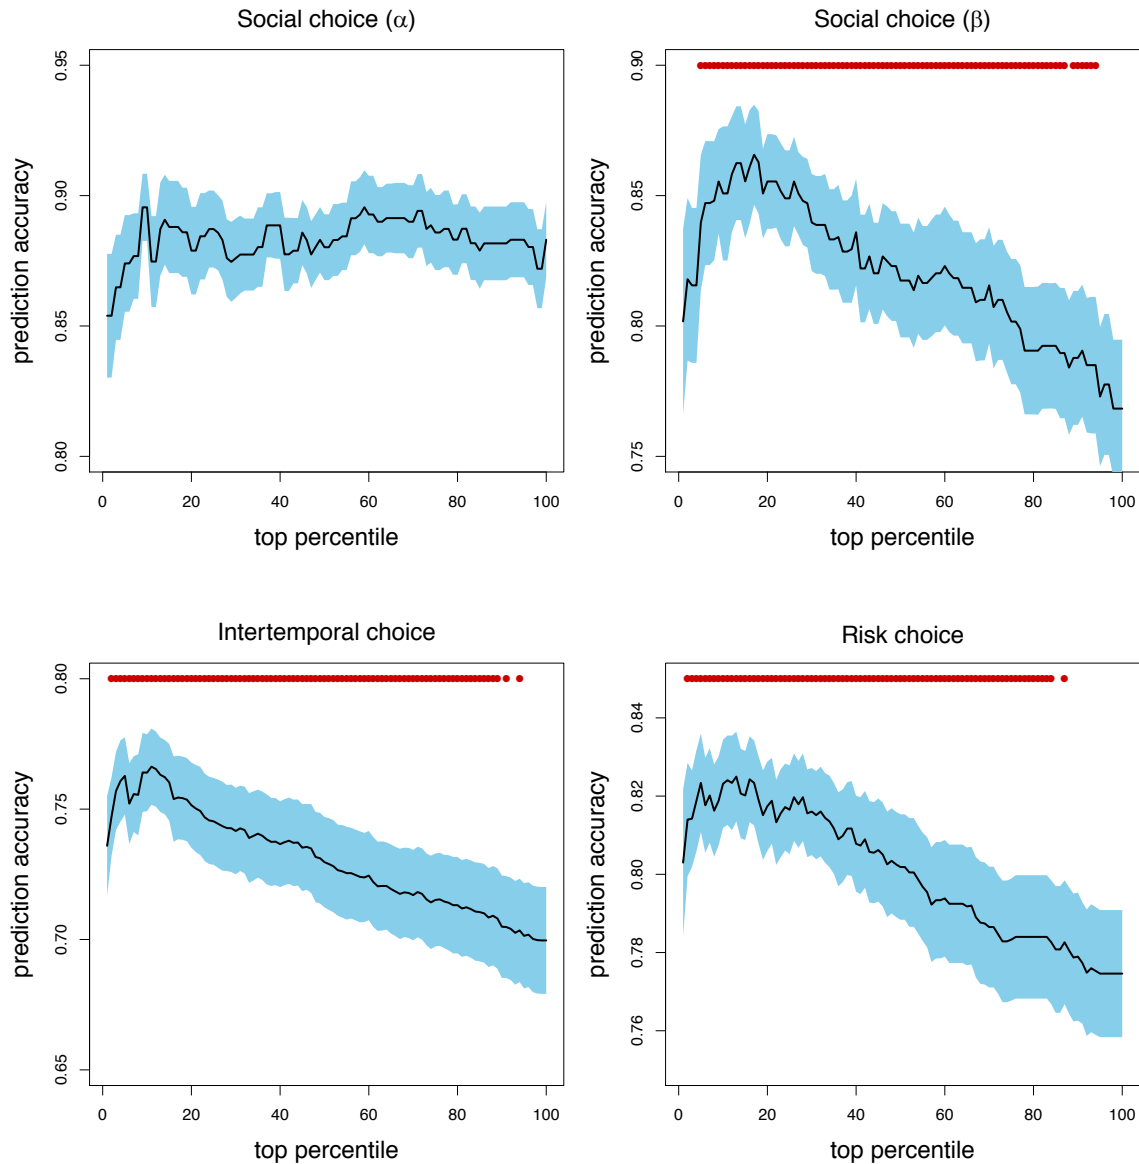 Social choice (α)
prediction accuracy
0.95
0.90
0.85
0.80
0 20 40 60 80 100
top percentile
Social choice (β)
prediction accuracy
0.90
0.85
0.80
0.75
0 20 40 60 80 100
top percentile
Intertemporal choice
prediction accuracy
0.80
0.75
0.70
0.65
0 20 40 60 80 100
top percentile
Risk choice
prediction accuracy
0.84
0.82
0.80
0.78
0.76
0 20 40 60 80 100
top percentile